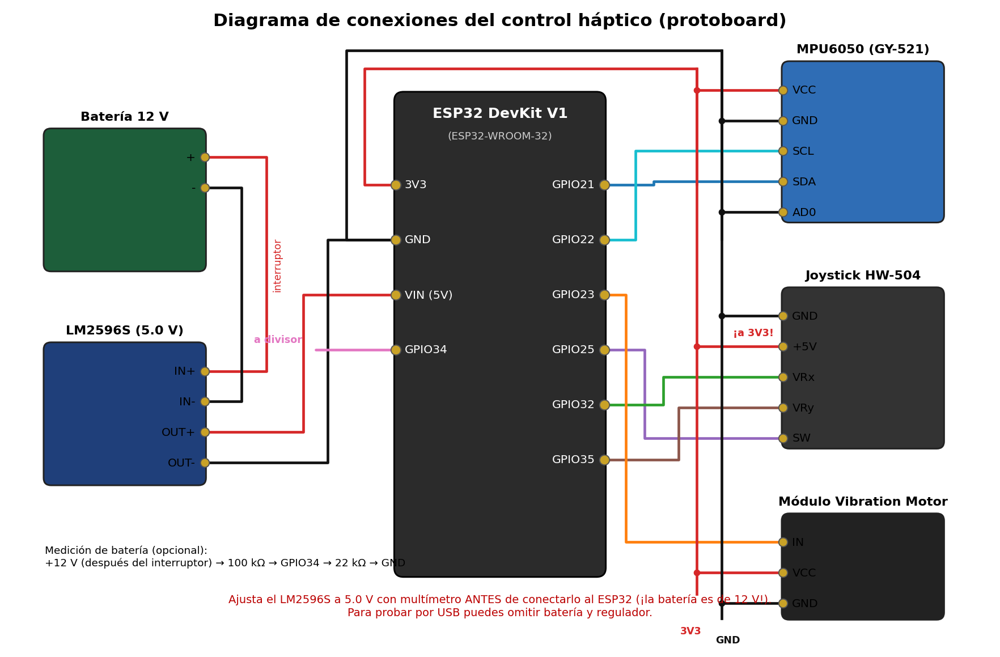 Diagrama de conexiones del control háptico (protoboard)
MPU6050 (GY-521)
VCC
GND
SCL
SDA
AD0
Batería 12 V
+
-
interruptor
ESP32 DevKit V1
(ESP32-WROOM-32)
3V3
GND
VIN (5V)
GPIO34
GPIO21
GPIO22
GPIO23
GPIO25
GPIO32
GPIO35
a divisor
LM2596S (5.0 V)
IN+
IN-
OUT+
OUT-
Joystick HW-504
GND
¡a 3V3!
+5V
VRx
VRy
SW
Módulo Vibration Motor
IN
VCC
GND
Medición de batería (opcional):
+12 V (después del interruptor) → 100 kΩ → GPIO34 → 22 kΩ → GND
Ajusta el LM2596S a 5.0 V con multímetro ANTES de conectarlo al ESP32 (¡la batería es de 12 V!).
Para probar por USB puedes omitir batería y regulador.
3V3
GND